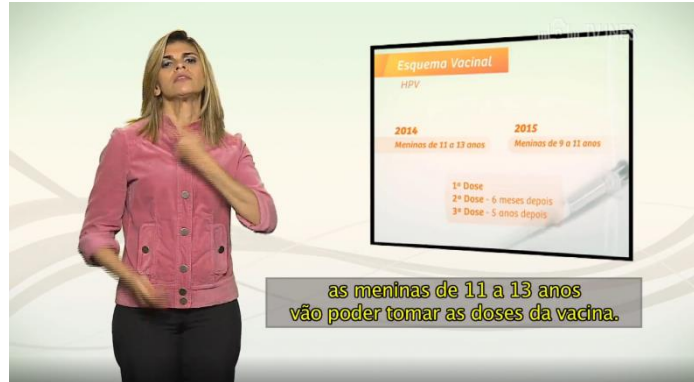 TV INES
Esquema Vacinal
HPV
2014
Meninas de 11 a 13 anos
2015
Meninas de 9 a 11 anos
1ª Dose
2ª Dose - 6 meses depois
3ª Dose - 5 anos depois
as meninas de 11 a 13 anos
vão poder tomar as doses da vacina.